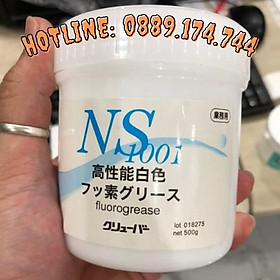 HOTLINE: 0889.174.744
NS1001
業務用
高性能白色
フッ素グリース
fluorogrease
lot 018275
net 500g
クリューバー